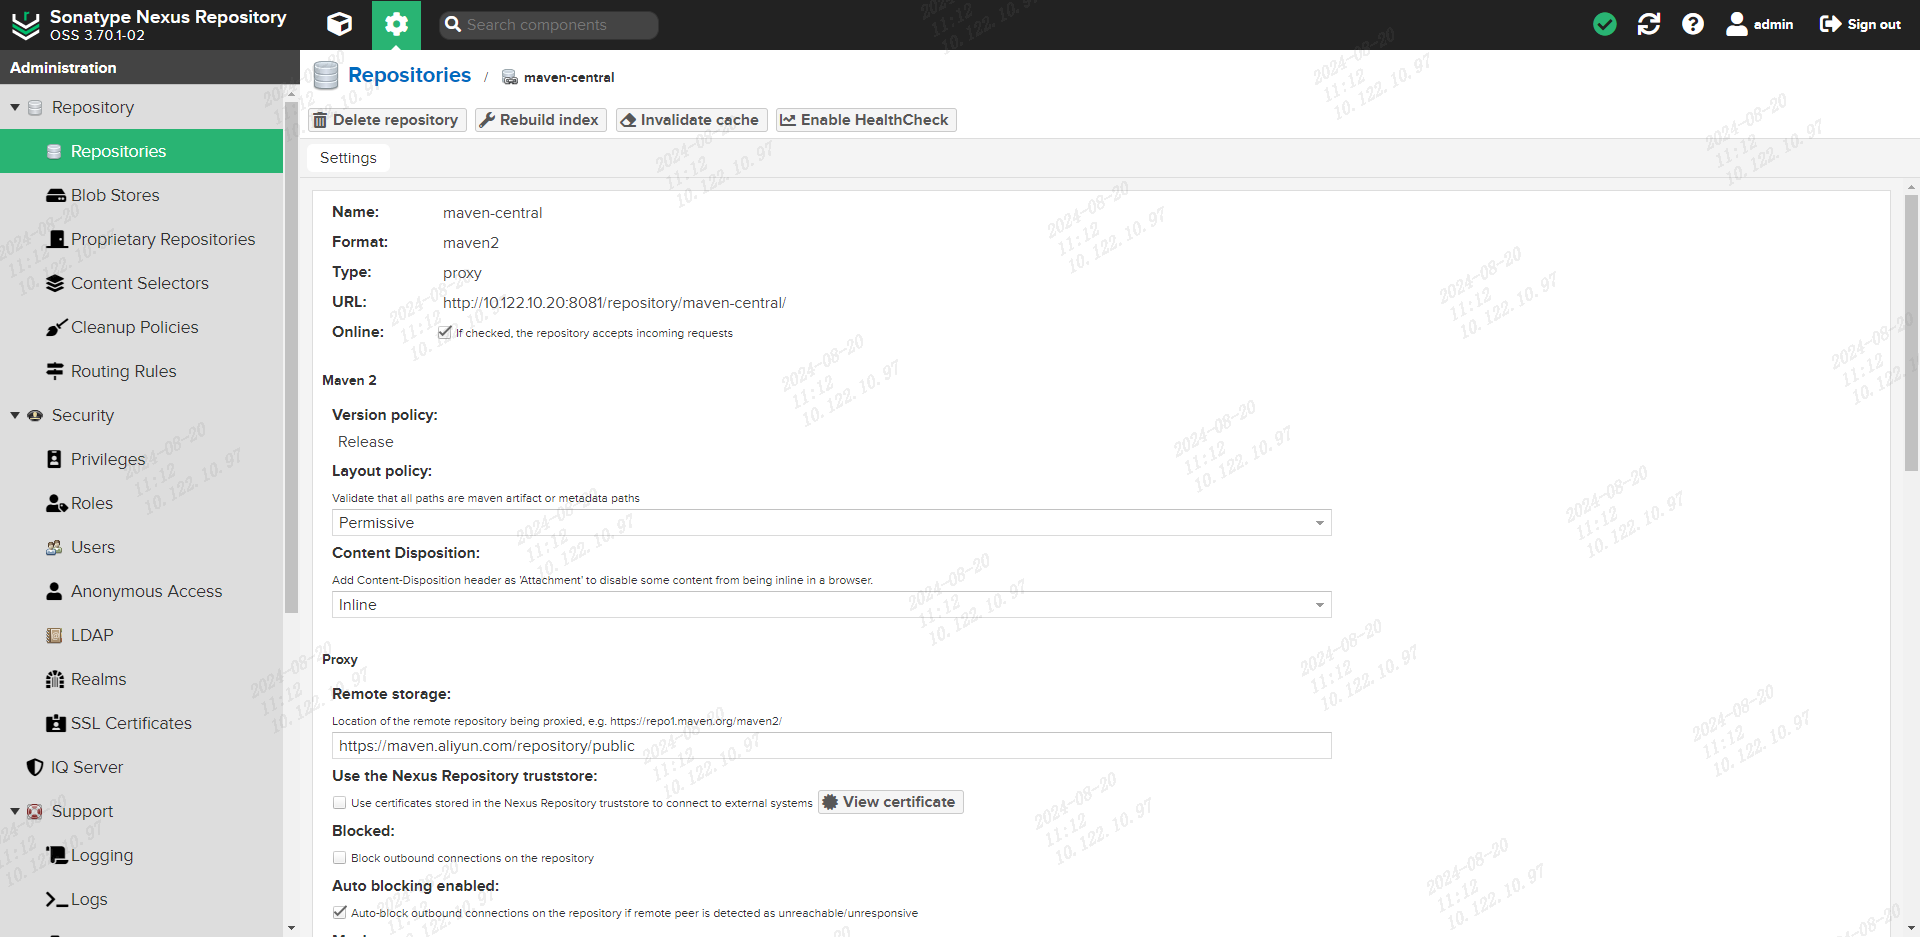 Sonatype Nexus Repository
OSS 3.70.1-02
Search components
admin
Sign out
Administration
Repository
Repositories
Blob Stores
Proprietary Repositories
Content Selectors
Cleanup Policies
Routing Rules
Security
Privileges
Roles
Users
Anonymous Access
LDAP
Realms
SSL Certificates
IQ Server
Support
Logging
Logs
Repositories / maven-central
Delete repository
Rebuild index
Invalidate cache
Enable HealthCheck
Settings
Name: maven-central
Format: maven2
Type: proxy
URL: http://10.122.10.20:8081/repository/maven-central/
Online: If checked, the repository accepts incoming requests
Maven 2
Version policy:
Release
Layout policy:
Validate that all paths are maven artifact or metadata paths
Permissive
Content Disposition:
Add Content-Disposition header as 'Attachment' to disable some content from being inline in a browser.
Inline
Proxy
Remote storage:
Location of the remote repository being proxied, e.g. https://repo1.maven.org/maven2/
https://maven.aliyun.com/repository/public
Use the Nexus Repository truststore:
Use certificates stored in the Nexus Repository truststore to connect to external systems
View certificate
Blocked:
Block outbound connections on the repository
Auto blocking enabled:
Auto-block outbound connections on the repository if remote peer is detected as unreachable/unresponsive
2024-08-20
11:12
10.122.10.97